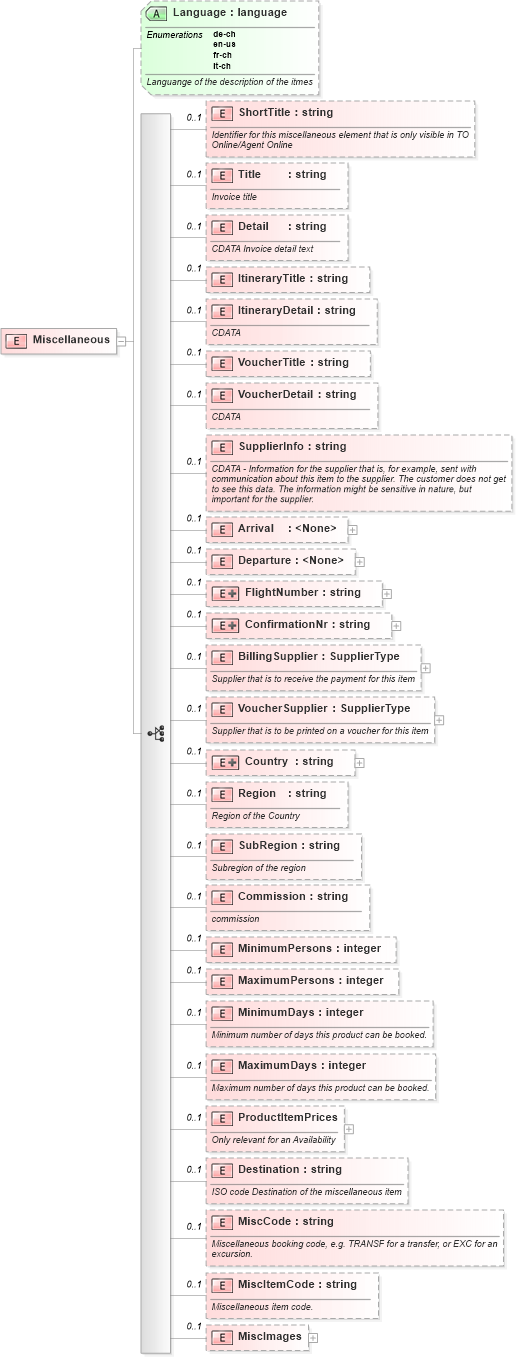 A Language : language
Enumerations de-ch
en-us
fr-ch
it-ch
Languange of the description of the itmes
0..1
E ShortTitle : string
Identifier for this miscellaneous element that is only visible in TO
Online/Agent Online
0..1
E Title : string
Invoice title
0..1
E Detail : string
CDATA Invoice detail text
0..1
E ItineraryTitle : string
0..1
E ItineraryDetail : string
CDATA
E Miscellaneous
0..1
E VoucherTitle : string
0..1
E VoucherDetail : string
CDATA
0..1
E SupplierInfo : string
CDATA - Information for the supplier that is, for example, sent with
communication about this item to the supplier. The customer does not get
to see this data. The information might be sensitive in nature, but
important for the supplier.
0..1
E Arrival : <None>
0..1
E Departure : <None>
0..1
E FlightNumber : string
0..1
E ConfirmationNr : string
0..1
E BillingSupplier : SupplierType
Supplier that is to receive the payment for this item
0..1
E VoucherSupplier : SupplierType
Supplier that is to be printed on a voucher for this item
0..1
E Country : string
0..1
E Region : string
Region of the Country
0..1
E SubRegion : string
Subregion of the region
0..1
E Commission : string
commission
0..1
E MinimumPersons : integer
0..1
E MaximumPersons : integer
0..1
E MinimumDays : integer
Minimum number of days this product can be booked.
0..1
E MaximumDays : integer
Maximum number of days this product can be booked.
0..1
E ProductItemPrices
Only relevant for an Availability
0..1
E Destination : string
ISO code Destination of the miscellaneous item
0..1
E MiscCode : string
Miscellaneous booking code, e.g. TRANSF for a transfer, or EXC for an
excursion.
0..1
E MiscItemCode : string
Miscellaneous item code.
0..1
E MiscImages